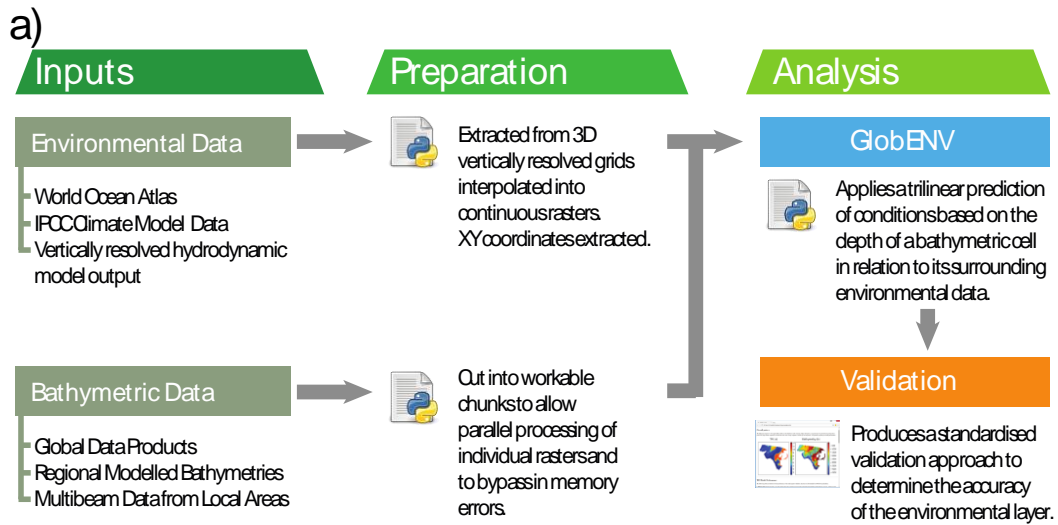 a)
Inputs
Preparation
Analysis
Environmental Data
World Ocean Atlas
IPCC Climate Model Data
Vertically resolved hydrodynamic
model output
Extracted from 3D
vertically resolved grids
interpolated into
continuous rasters.
XY coordinates extracted.
GlobENV
Applies a trilinear prediction
of conditions based on the
depth of a bathymetric cell
in relation to its surrounding
environmental data.
Bathymetric Data
Global Data Products
Regional Modelled Bathymetries
Multibeam Data from Local Areas
Cut into workable
chunks to allow
parallel processing of
individual rasters and
to bypass in memory
errors.
Validation
Produces a standardised
validation approach to
determine the accuracy
of the environmental layer.